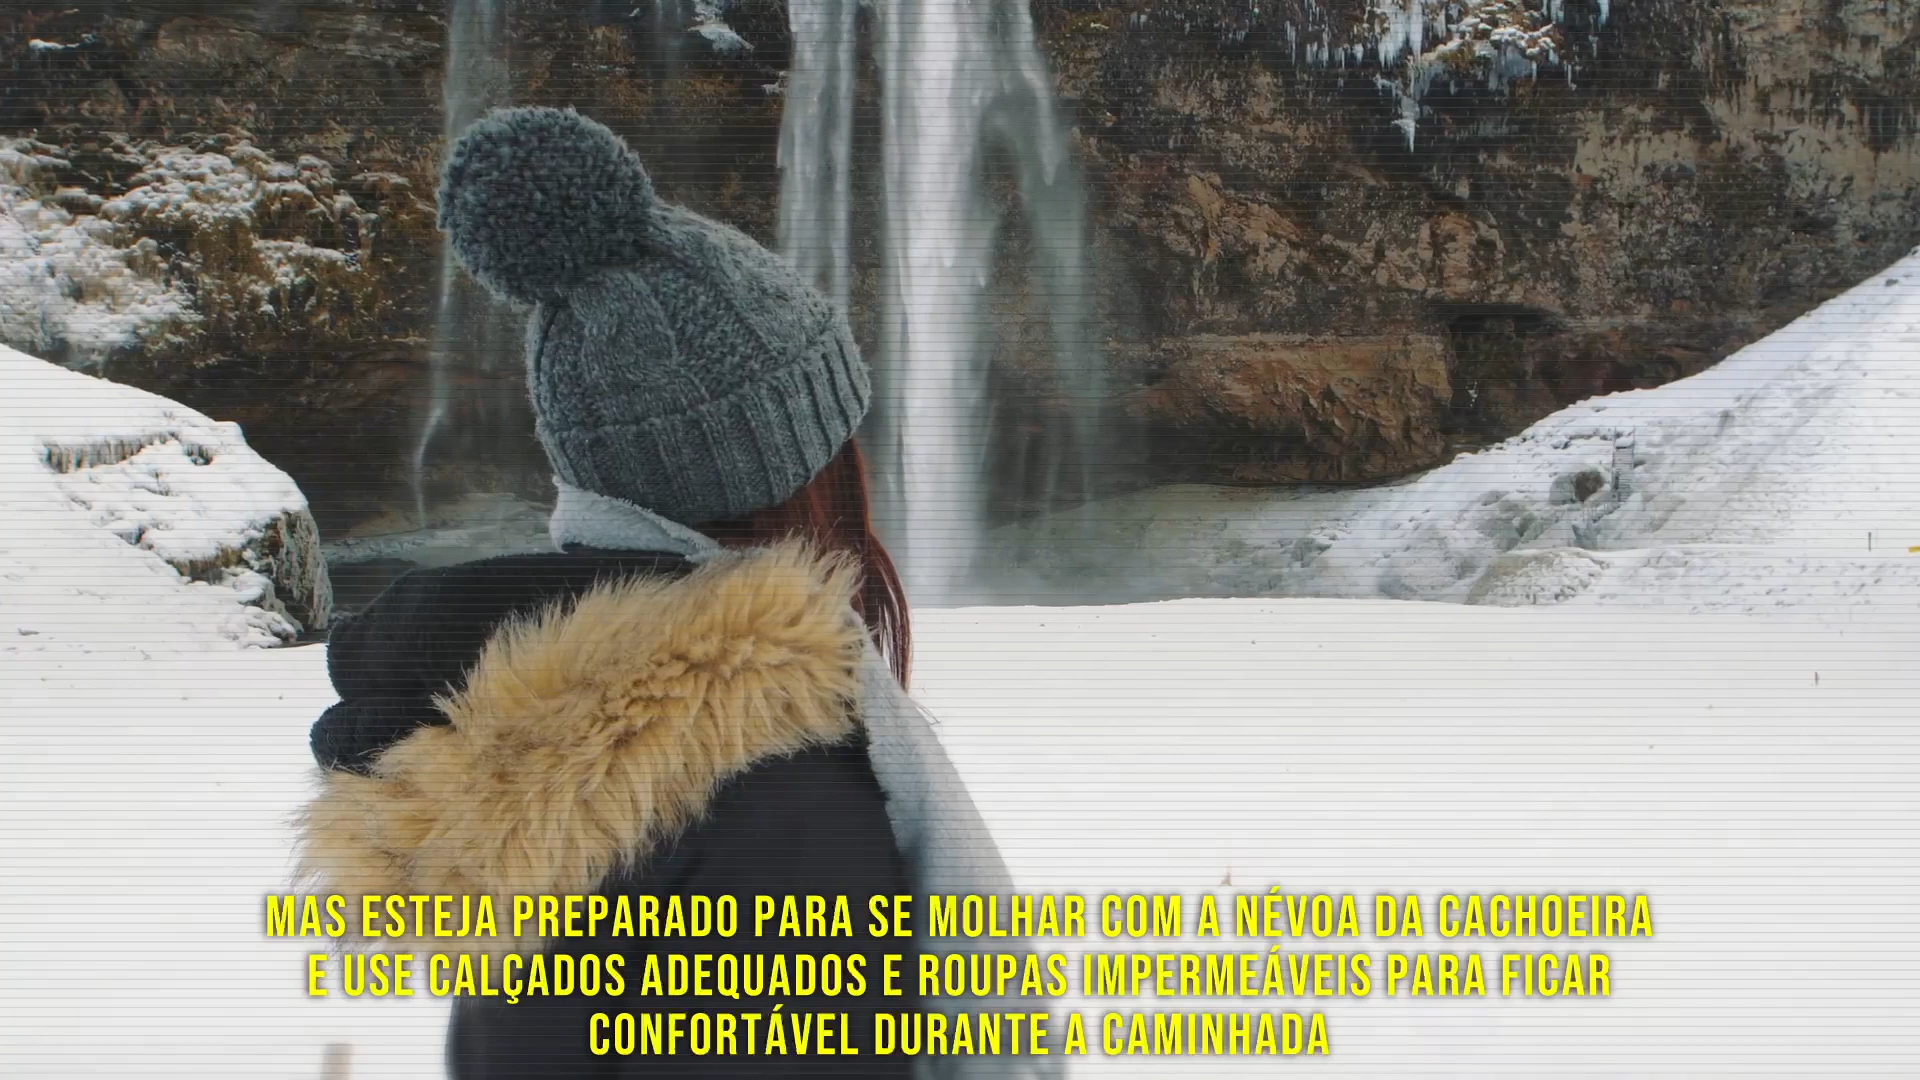 MAS ESTEJA PREPARADO PARA SE MOLHAR COM A NÉVOA DA CACHOEIRA
E USE CALÇADOS ADEQUADOS E ROUPAS IMPERMEÁVEIS PARA FICAR
CONFORTÁVEL DURANTE A CAMINHADA